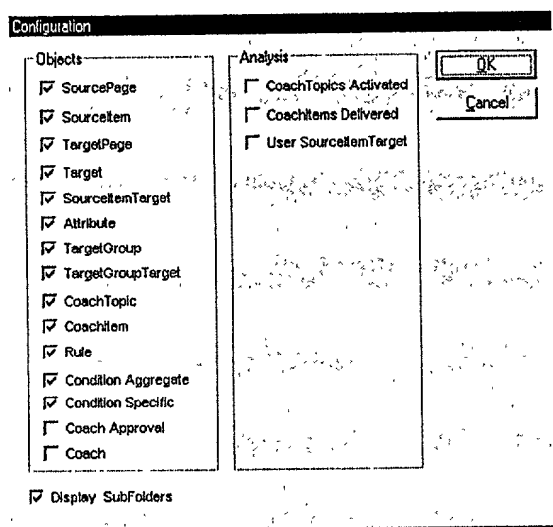 Configuration
Objects
SourcePage
SourceItem
TargetPage
Target
SourceItemTarget
Attribute
TargetGroup
TargetGroupTarget
CoachTopic
CoachItem
Rule
Condition Aggregate
Condition Specific
Coach Approval
Coach
Display SubFolders
Analysis
CoachTopics Activated
CoachItems Delivered
User SourceItemTarget
OK
Cancel